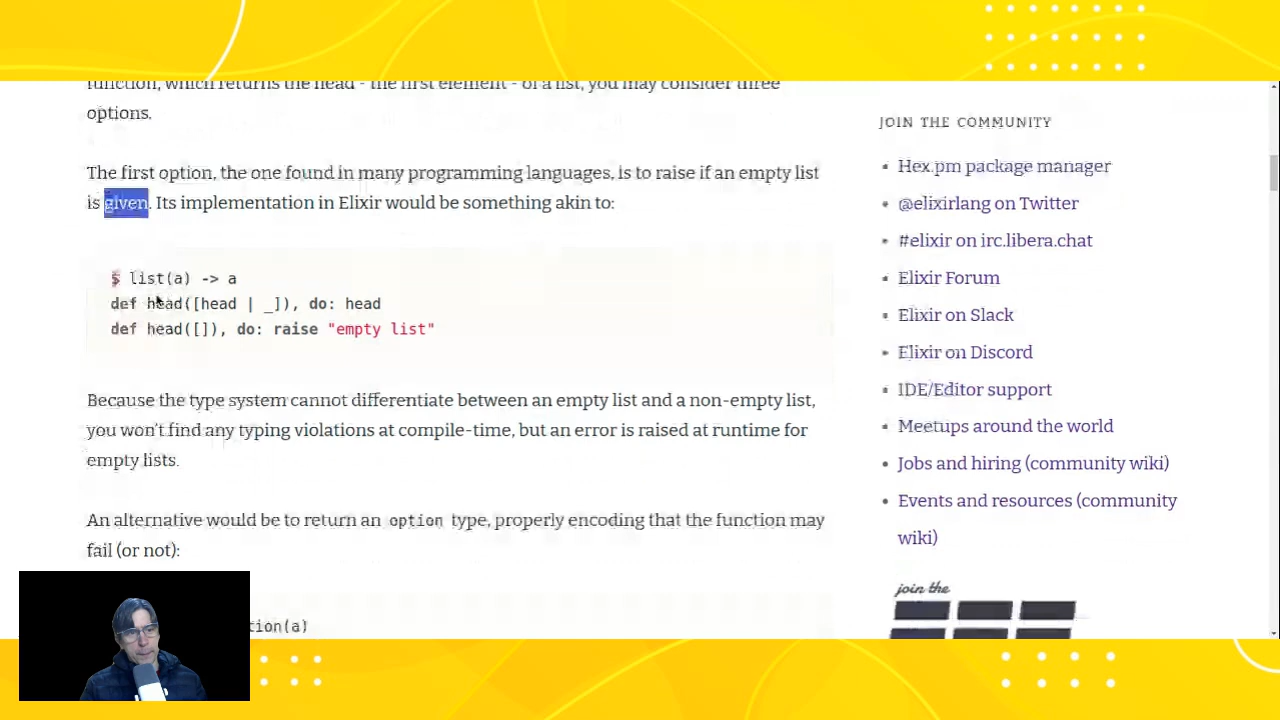 function, which returns the head - the first element - of a list, you may consider three
options.
The first option, the one found in many programming languages, is to raise if an empty list
is given. Its implementation in Elixir would be something akin to:
$ list(a) -> a
def head([head | _]), do: head
def head([]), do: raise "empty list"
Because the type system cannot differentiate between an empty list and a non-empty list,
you won't find any typing violations at compile-time, but an error is raised at runtime for
empty lists.
An alternative would be to return an option type, properly encoding that the function may
fail (or not):
tion(a)
JOIN THE COMMUNITY
Hex.pm package manager
@elixirlang on Twitter
#elixir on irc.libera.chat
Elixir Forum
Elixir on Slack
Elixir on Discord
IDE/Editor support
Meetups around the world
Jobs and hiring (community wiki)
Events and resources (community
wiki)
join the